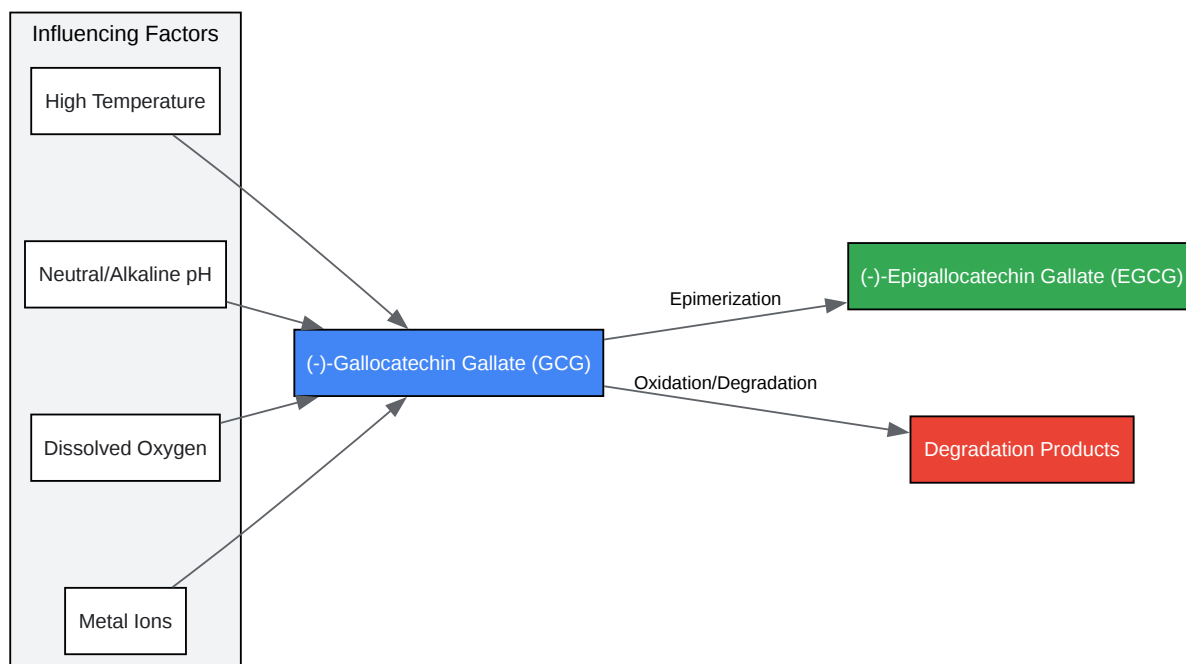 Influencing Factors
High Temperature
Neutral/Alkaline pH
Dissolved Oxygen
Metal Ions
(-)-Gallocatechin Gallate (GCG)
Epimerization
Oxidation/Degradation
(-)-Epigallocatechin Gallate (EGCG)
Degradation Products